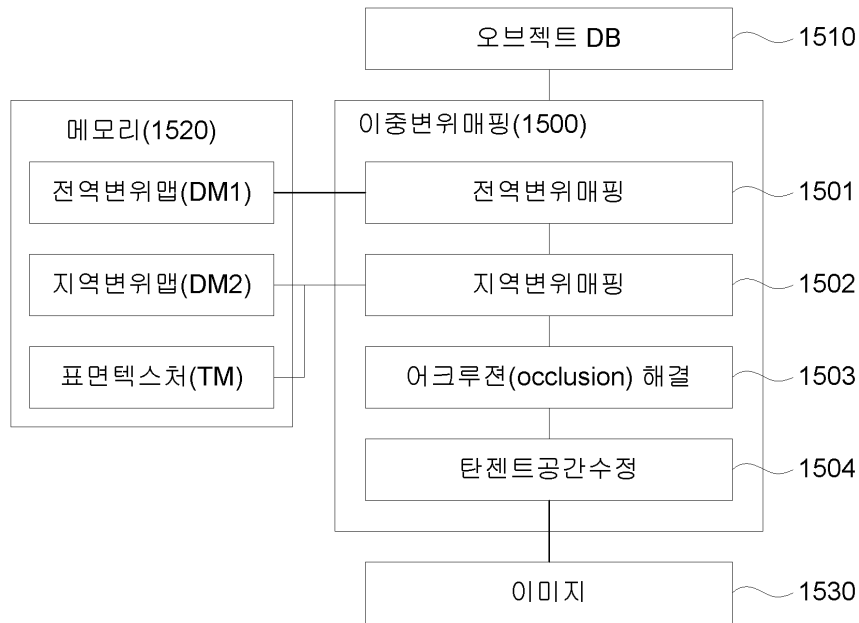 오브젝트 DB
1510
메모리(1520)
이중변위매핑(1500)
전역변위맵(DM1)
전역변위매핑
1501
지역변위맵(DM2)
지역변위매핑
1502
표면텍스처(TM)
어크루젼(occlusion) 해결
1503
탄젠트공간수정
1504
이미지
1530